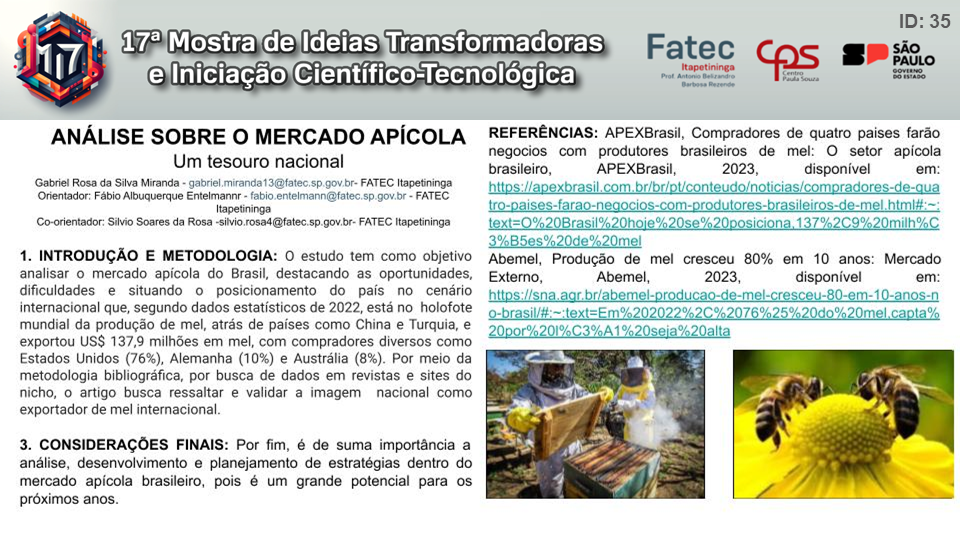 ID: 35
M17
17ª Mostra de Ideias Transformadoras
e Iniciação Científico-Tecnológica
Fatec
Itapetininga
Prof. Antonio Belizandro
Barbosa Rezende
CPS
Centro
Paula Souza
SP
SÃO PAULO
GOVERNO
DO ESTADO
ANÁLISE SOBRE O MERCADO APÍCOLA
Um tesouro nacional
Gabriel Rosa da Silva Miranda - gabriel.miranda13@fatec.sp.gov.br- FATEC Itapetininga
Orientador: Fábio Albuquerque Entelmannr - fabio.entelmann@fatec.sp.gov.br - FATEC
Itapetininga
Co-orientador: Silvio Soares da Rosa -silvio.rosa4@fatec.sp.gov.br- FATEC Itapetininga
1. INTRODUÇÃO E METODOLOGIA: O estudo tem como objetivo
analisar o mercado apícola do Brasil, destacando as oportunidades,
dificuldades e situando o posicionamento do país no cenário
internacional que, segundo dados estatísticos de 2022, está no holofote
mundial da produção de mel, atrás de países como China e Turquia, e
exportou US$ 137,9 milhões em mel, com compradores diversos como
Estados Unidos (76%), Alemanha (10%) e Austrália (8%). Por meio da
metodologia bibliográfica, por busca de dados em revistas e sites do
nicho, o artigo busca ressaltar e validar a imagem nacional como
exportador de mel internacional.
3. CONSIDERAÇÕES FINAIS: Por fim, é de suma importância a
análise, desenvolvimento e planejamento de estratégias dentro do
mercado apícola brasileiro, pois é um grande potencial para os
próximos anos.
REFERÊNCIAS: APEXBrasil, Compradores de quatro paises farão
negocios com produtores brasileiros de mel: O setor apícola
brasileiro, APEXBrasil, 2023, disponível em:
https://apexbrasil.com.br/br/pt/conteudo/noticias/compradores-de-qua
tro-paises-farao-negocios-com-produtores-brasileiros-de-mel.html#:~:
text=O%20Brasil%20hoje%20se%20posiciona,137%2C9%20milh%C
3%B5es%20de%20mel
Abemel, Produção de mel cresceu 80% em 10 anos: Mercado
Externo, Abemel, 2023, disponível em:
https://sna.agr.br/abemel-producao-de-mel-cresceu-80-em-10-anos-n
o-brasil/#:~:text=Em%202022%2C%2076%25%20do%20mel,capta%
20por%20l%C3%A1%20seja%20alta